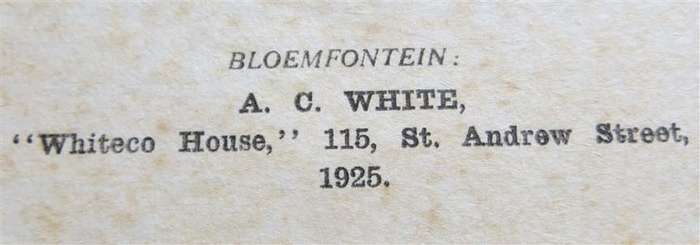 BLOEMFONTEIN:
A. C. WHITE,
“Whiteco House,” 115, St. Andrew Street,
1925.